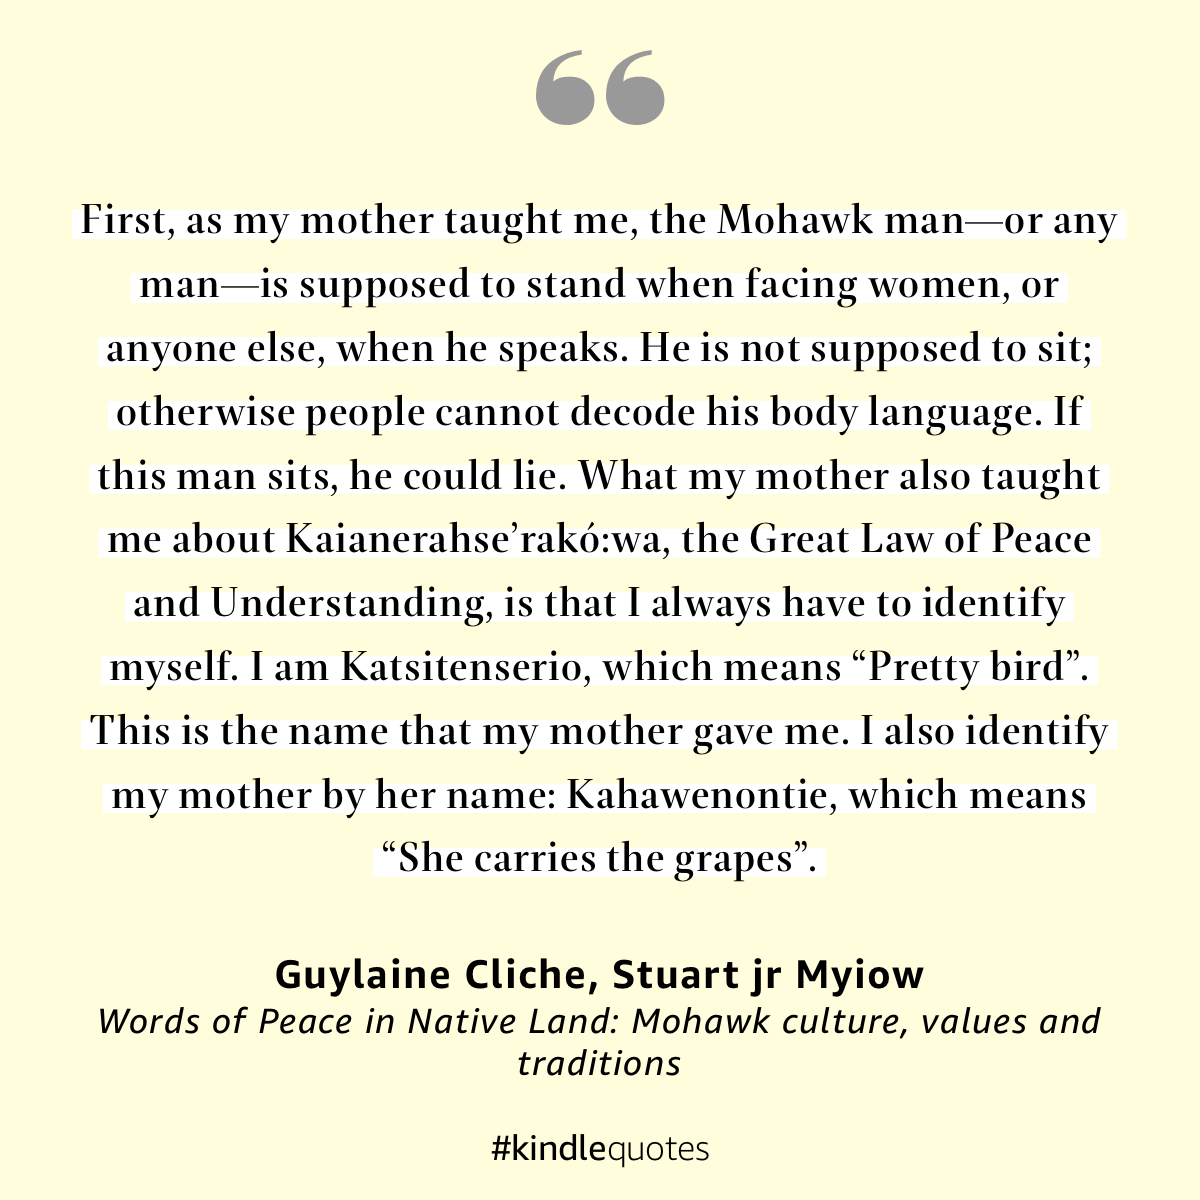 “
First, as my mother taught me, the Mohawk man—or any
man—is supposed to stand when facing women, or
anyone else, when he speaks. He is not supposed to sit;
otherwise people cannot decode his body language. If
this man sits, he could lie. What my mother also taught
me about Kaianerahse’rakó:wa, the Great Law of Peace
and Understanding, is that I always have to identify
myself. I am Katsitenserio, which means “Pretty bird”.
This is the name that my mother gave me. I also identify
my mother by her name: Kahawenontie, which means
“She carries the grapes”.
Guylaine Cliche, Stuart jr Myiow
Words of Peace in Native Land: Mohawk culture, values and
traditions
#kindlequotes